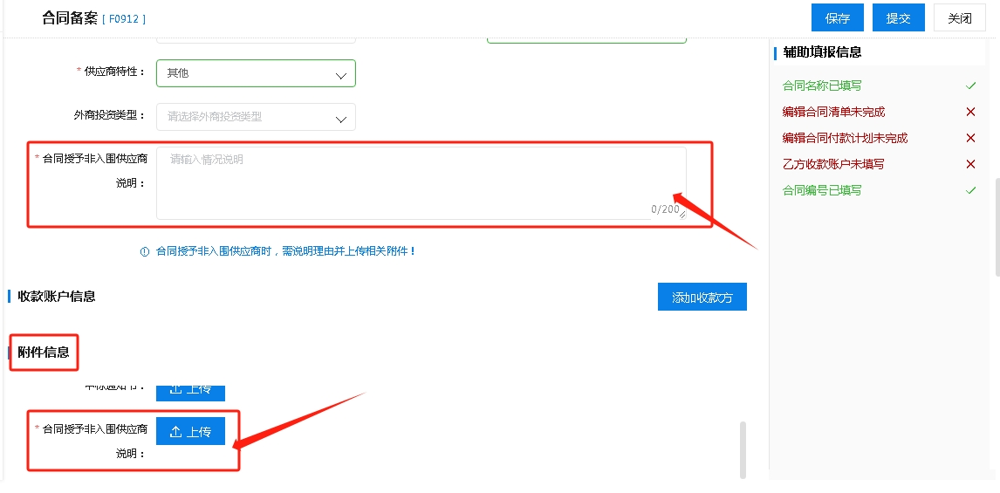 合同备案 [ F0912 ]
保存
提交
关闭
* 供应商特性：
其他
外商投资类型：
请选择外商投资类型
* 合同授予非入围供应商
说明：
请输入情况说明
0/200
合同授予非入围供应商时，需说明理由并上传相关附件！
收款账户信息
添加收款方
附件信息
中标通知书：
上传
* 合同授予非入围供应商
说明：
上传
辅助填报信息
合同名称已填写
编辑合同清单未完成
编辑合同付款计划未完成
乙方收款账户未填写
合同编号已填写